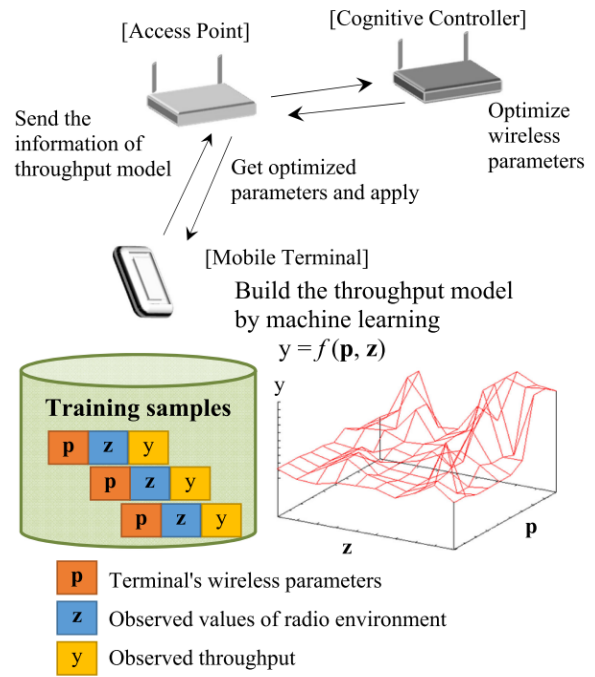 [Access Point]
[Cognitive Controller]
Send the
information of
throughput model
Optimize
wireless
parameters
Get optimized
parameters and apply
[Mobile Terminal]
Build the throughput model
by machine learning
y = f (p, z)
Training samples
p z y
p z y
p z y
y
z
p
p Terminal's wireless parameters
z Observed values of radio environment
y Observed throughput